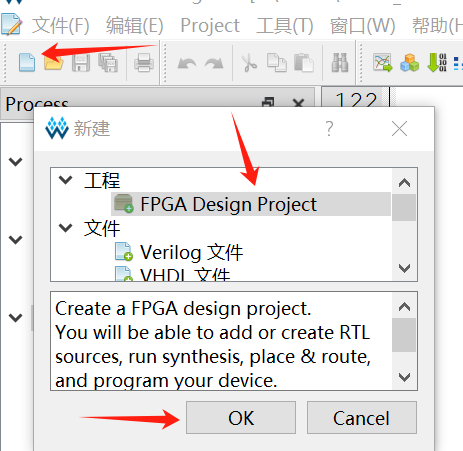 文件(F) 编辑(E) Project 工具(T) 窗口(W) 帮助(H
Process
122
新建
工程
FPGA Design Project
文件
Verilog 文件
VHDL 文件
Create a FPGA design project.
You will be able to add or create RTL
sources, run synthesis, place & route,
and program your device.
OK Cancel